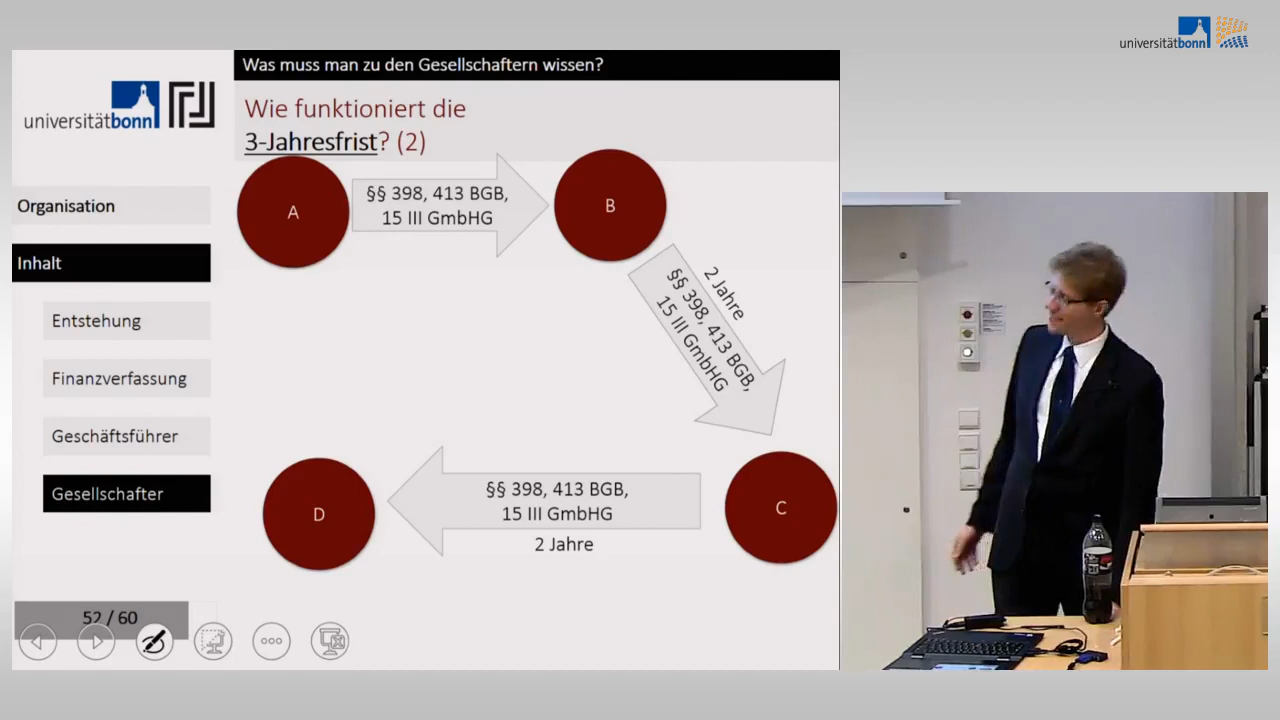 universitätbonn
Was muss man zu den Gesellschaftern wissen?
universitätbonn
Wie funktioniert die
3-Jahresfrist? (2)
Organisation
Inhalt
Entstehung
Finanzverfassung
Geschäftsführer
Gesellschafter
A
§§ 398, 413 BGB,
15 III GmbHG
B
2 Jahre
§§ 398, 413 BGB,
15 III GmbHG
D
§§ 398, 413 BGB,
15 III GmbHG
2 Jahre
C
52 / 60